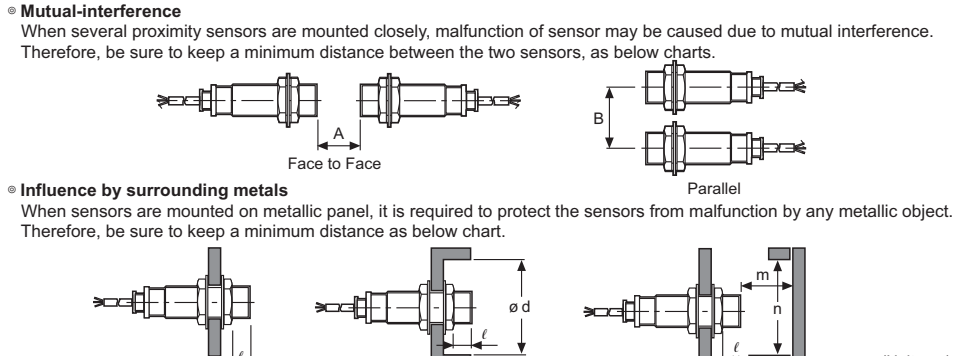 ◎ Mutual-interference
When several proximity sensors are mounted closely, malfunction of sensor may be caused due to mutual interference.
Therefore, be sure to keep a minimum distance between the two sensors, as below charts.
A
Face to Face
B
Parallel
◎ Influence by surrounding metals
When sensors are mounted on metallic panel, it is required to protect the sensors from malfunction by any metallic object.
Therefore, be sure to keep a minimum distance as below chart.
ℓ
ø d
ℓ
m
n
ℓ